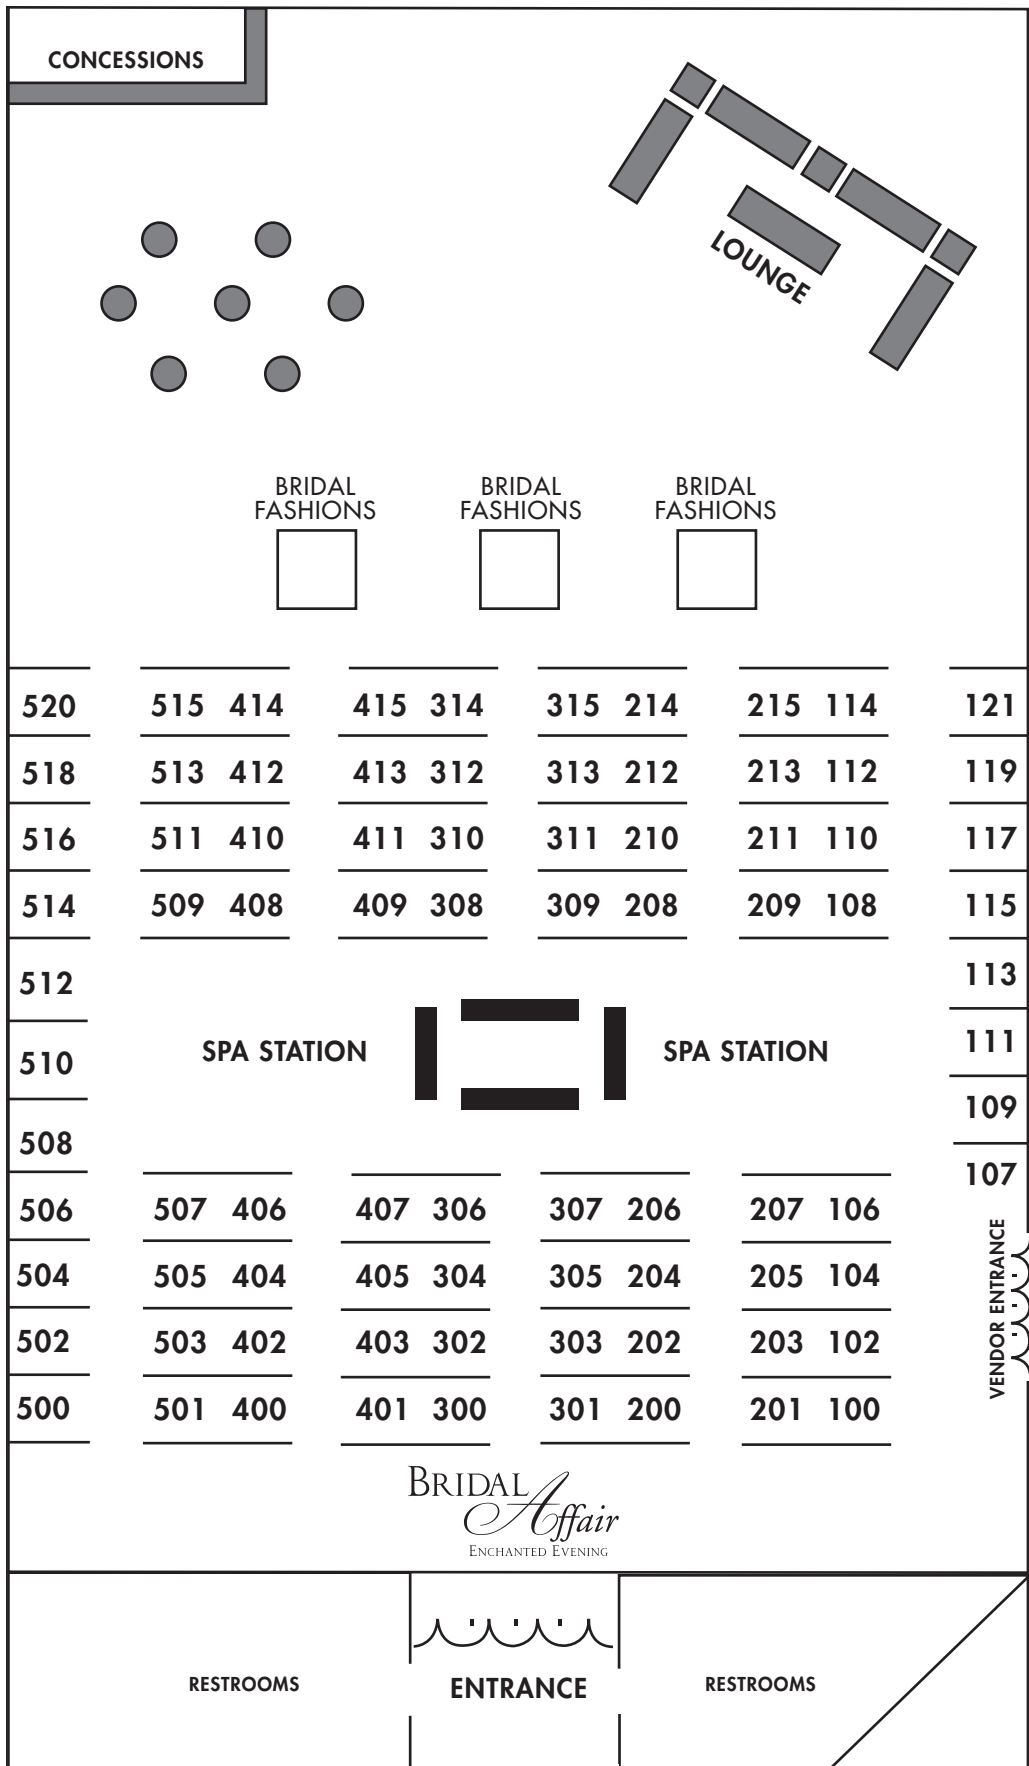 CONCESSIONS
LOUNGE
BRIDAL FASHIONS
BRIDAL FASHIONS
BRIDAL FASHIONS
520 515 414 415 314 315 214 215 114 121
518 513 412 413 312 313 212 213 112 119
516 511 410 411 310 311 210 211 110 117
514 509 408 409 308 309 208 209 108 115
512 113
510 SPA STATION SPA STATION 111
508 109
107
506 507 406 407 306 307 206 207 106
504 505 404 405 304 305 204 205 104
502 503 402 403 302 303 202 203 102
500 501 400 401 300 301 200 201 100
VENDOR ENTRANCE
BRIDAL
Affair
ENCHANTED EVENING
RESTROOMS ENTRANCE RESTROOMS